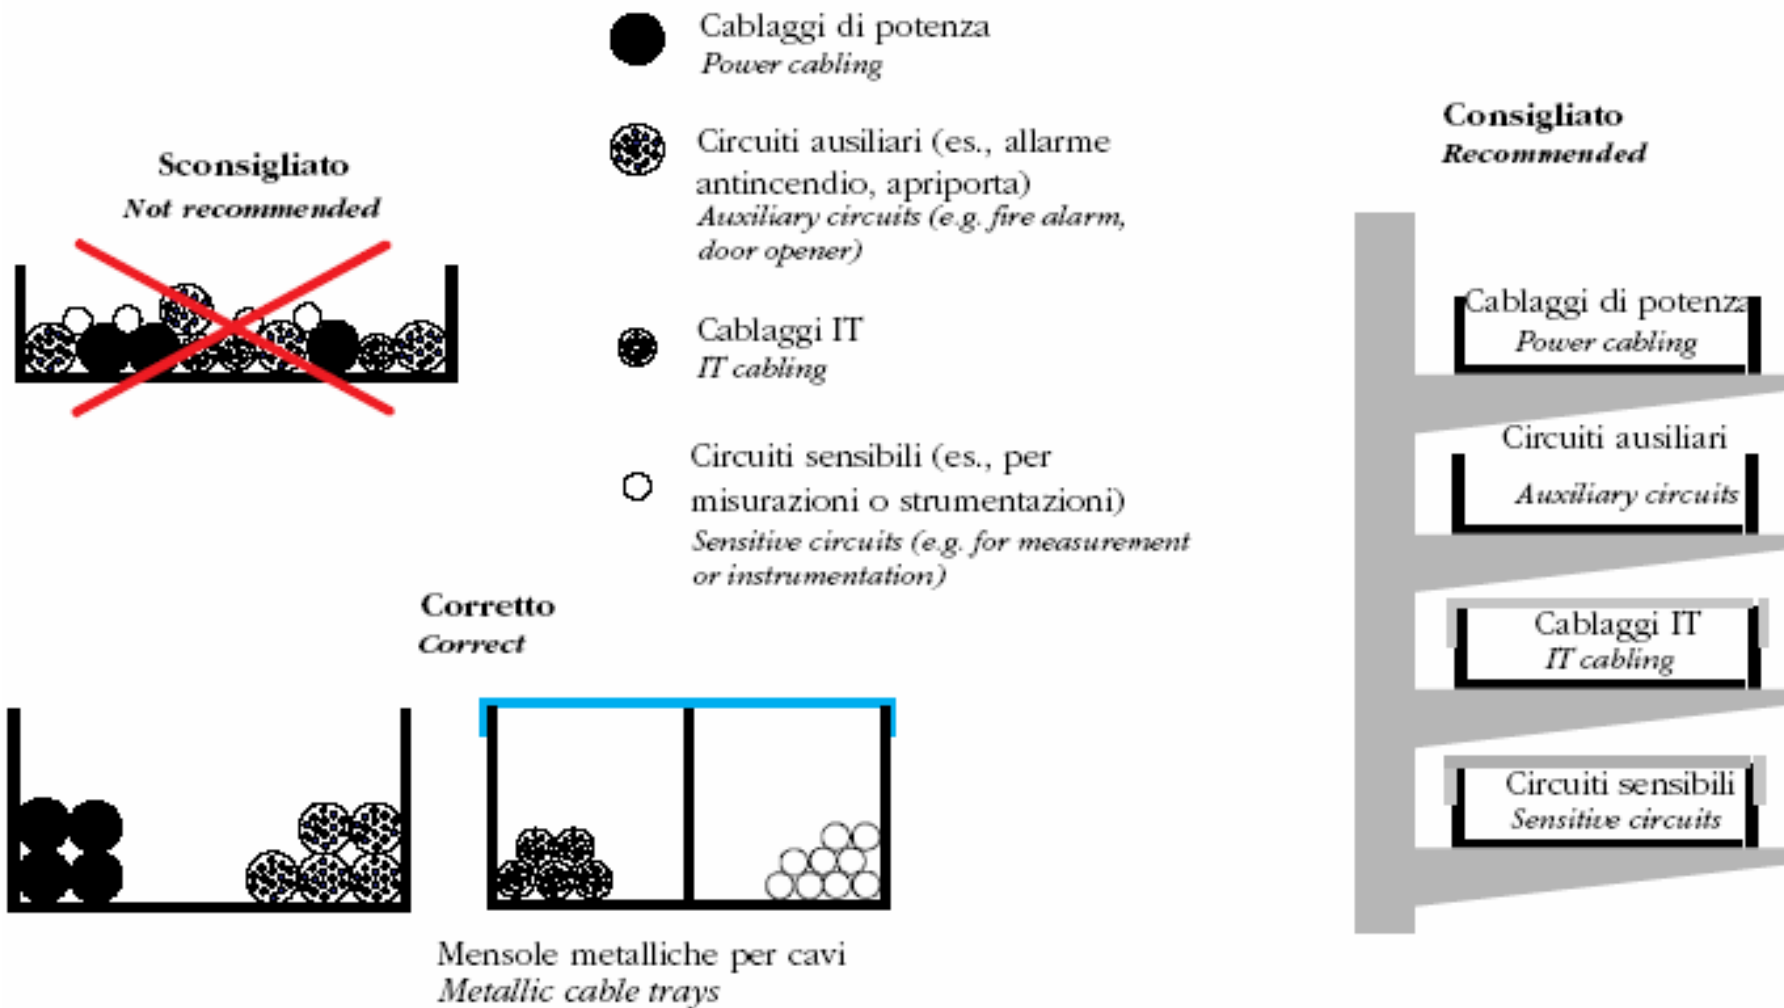 Cablaggi di potenza
Power cabling
Circuiti ausiliari (es., allarme
antincendio, apriporta)
Auxiliary circuits (e.g. fire alarm,
door opener)
Cablaggi IT
IT cabling
Circuiti sensibili (es., per
misurazioni o strumentazioni)
Sensitive circuits (e.g. for measurement
or instrumentation)
Sconsigliato
Not recommended
Corretto
Correct
Mensole metalliche per cavi
Metallic cable trays
Consigliato
Recommended
Cablaggi di potenza
Power cabling
Circuiti ausiliari
Auxiliary circuits
Cablaggi IT
IT cabling
Circuiti sensibili
Sensitive circuits